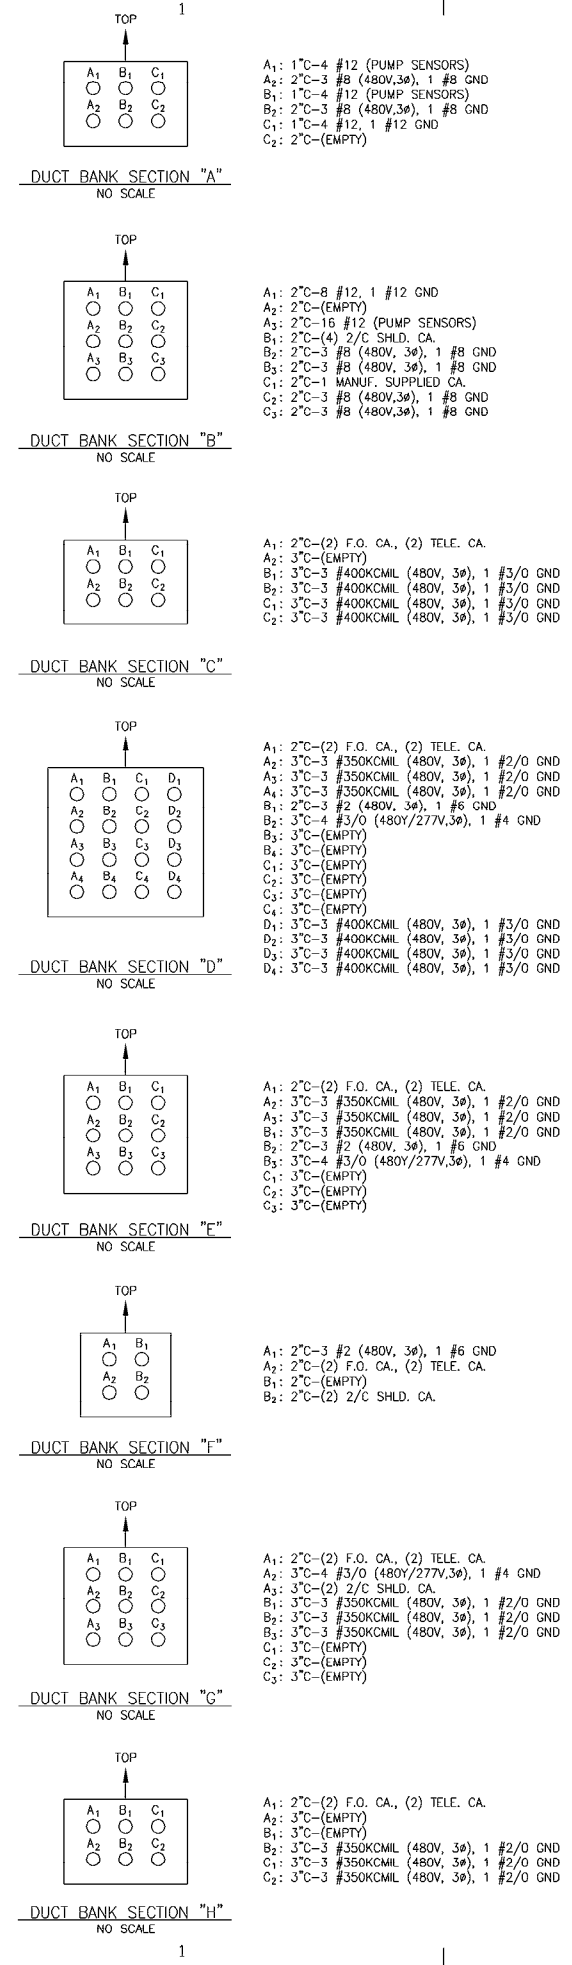 1
TOP
A1 B1 C1
A2 B2 C2
A1: 1"C-4 #12 (PUMP SENSORS)
A2: 2"C-3 #8 (480V,3ø), 1 #8 GND
B1: 1"C-4 #12 (PUMP SENSORS)
B2: 2"C-3 #8 (480V,3ø), 1 #8 GND
C1: 1"C-4 #12, 1 #12 GND
C2: 2"C-(EMPTY)
DUCT BANK SECTION "A"
NO SCALE
TOP
A1 B1 C1
A2 B2 C2
A3 B3 C3
A1: 2"C-8 #12, 1 #12 GND
A2: 2"C-(EMPTY)
A3: 2"C-16 #12 (PUMP SENSORS)
B1: 2"C-(4) 2/C SHLD. CA.
B2: 2"C-3 #8 (480V, 3ø), 1 #8 GND
B3: 2"C-3 #8 (480V, 3ø), 1 #8 GND
C1: 2"C-1 MANUF. SUPPLIED CA.
C2: 2"C-3 #8 (480V,3ø), 1 #8 GND
C3: 2"C-3 #8 (480V,3ø), 1 #8 GND
DUCT BANK SECTION "B"
NO SCALE
TOP
A1 B1 C1
A2 B2 C2
A1: 2"C-(2) F.O. CA., (2) TELE. CA.
A2: 3"C-(EMPTY)
B1: 3"C-3 #400KCMIL (480V, 3ø), 1 #3/0 GND
B2: 3"C-3 #400KCMIL (480V, 3ø), 1 #3/0 GND
C1: 3"C-3 #400KCMIL (480V, 3ø), 1 #3/0 GND
C2: 3"C-3 #400KCMIL (480V, 3ø), 1 #3/0 GND
DUCT BANK SECTION "C"
NO SCALE
TOP
A1 B1 C1 D1
A2 B2 C2 D2
A3 B3 C3 D3
A4 B4 C4 D4
A1: 2"C-(2) F.O. CA., (2) TELE. CA.
A2: 3"C-3 #350KCMIL (480V, 3ø), 1 #2/0 GND
A3: 3"C-3 #350KCMIL (480V, 3ø), 1 #2/0 GND
A4: 3"C-3 #350KCMIL (480V, 3ø), 1 #2/0 GND
B1: 2"C-3 #2 (480V, 3ø), 1 #6 GND
B2: 3"C-4 #3/0 (480Y/277V,3ø), 1 #4 GND
B3: 3"C-(EMPTY)
B4: 3"C-(EMPTY)
C1: 3"C-(EMPTY)
C2: 3"C-(EMPTY)
C3: 3"C-(EMPTY)
C4: 3"C-(EMPTY)
D1: 3"C-3 #400KCMIL (480V, 3ø), 1 #3/0 GND
D2: 3"C-3 #400KCMIL (480V, 3ø), 1 #3/0 GND
D3: 3"C-3 #400KCMIL (480V, 3ø), 1 #3/0 GND
D4: 3"C-3 #400KCMIL (480V, 3ø), 1 #3/0 GND
DUCT BANK SECTION "D"
NO SCALE
TOP
A1 B1 C1
A2 B2 C2
A3 B3 C3
A1: 2"C-(2) F.O. CA., (2) TELE. CA.
A2: 3"C-3 #350KCMIL (480V, 3ø), 1 #2/0 GND
A3: 3"C-3 #350KCMIL (480V, 3ø), 1 #2/0 GND
B1: 3"C-3 #350KCMIL (480V, 3ø), 1 #2/0 GND
B2: 2"C-3 #2 (480V, 3ø), 1 #6 GND
B3: 3"C-4 #3/0 (480Y/277V,3ø), 1 #4 GND
C1: 3"C-(EMPTY)
C2: 3"C-(EMPTY)
C3: 3"C-(EMPTY)
DUCT BANK SECTION "E"
NO SCALE
TOP
A1 B1
A2 B2
A1: 2"C-3 #2 (480V, 3ø), 1 #6 GND
A2: 2"C-(2) F.O. CA., (2) TELE. CA.
B1: 2"C-(EMPTY)
B2: 2"C-(2) 2/C SHLD. CA.
DUCT BANK SECTION "F"
NO SCALE
TOP
A1 B1 C1
A2 B2 C2
A3 B3 C3
A1: 2"C-(2) F.O. CA., (2) TELE. CA.
A2: 3"C-4 #3/0 (480Y/277V,3ø), 1 #4 GND
A3: 3"C-(2) 2/C SHLD. CA.
B1: 3"C-3 #350KCMIL (480V, 3ø), 1 #2/0 GND
B2: 3"C-3 #350KCMIL (480V, 3ø), 1 #2/0 GND
B3: 3"C-3 #350KCMIL (480V, 3ø), 1 #2/0 GND
C1: 3"C-(EMPTY)
C2: 3"C-(EMPTY)
C3: 3"C-(EMPTY)
DUCT BANK SECTION "G"
NO SCALE
TOP
A1 B1 C1
A2 B2 C2
A1: 2"C-(2) F.O. CA., (2) TELE. CA.
A2: 3"C-(EMPTY)
B1: 3"C-(EMPTY)
B2: 3"C-3 #350KCMIL (480V, 3ø), 1 #2/0 GND
C1: 3"C-3 #350KCMIL (480V, 3ø), 1 #2/0 GND
C2: 3"C-3 #350KCMIL (480V, 3ø), 1 #2/0 GND
DUCT BANK SECTION "H"
NO SCALE
1